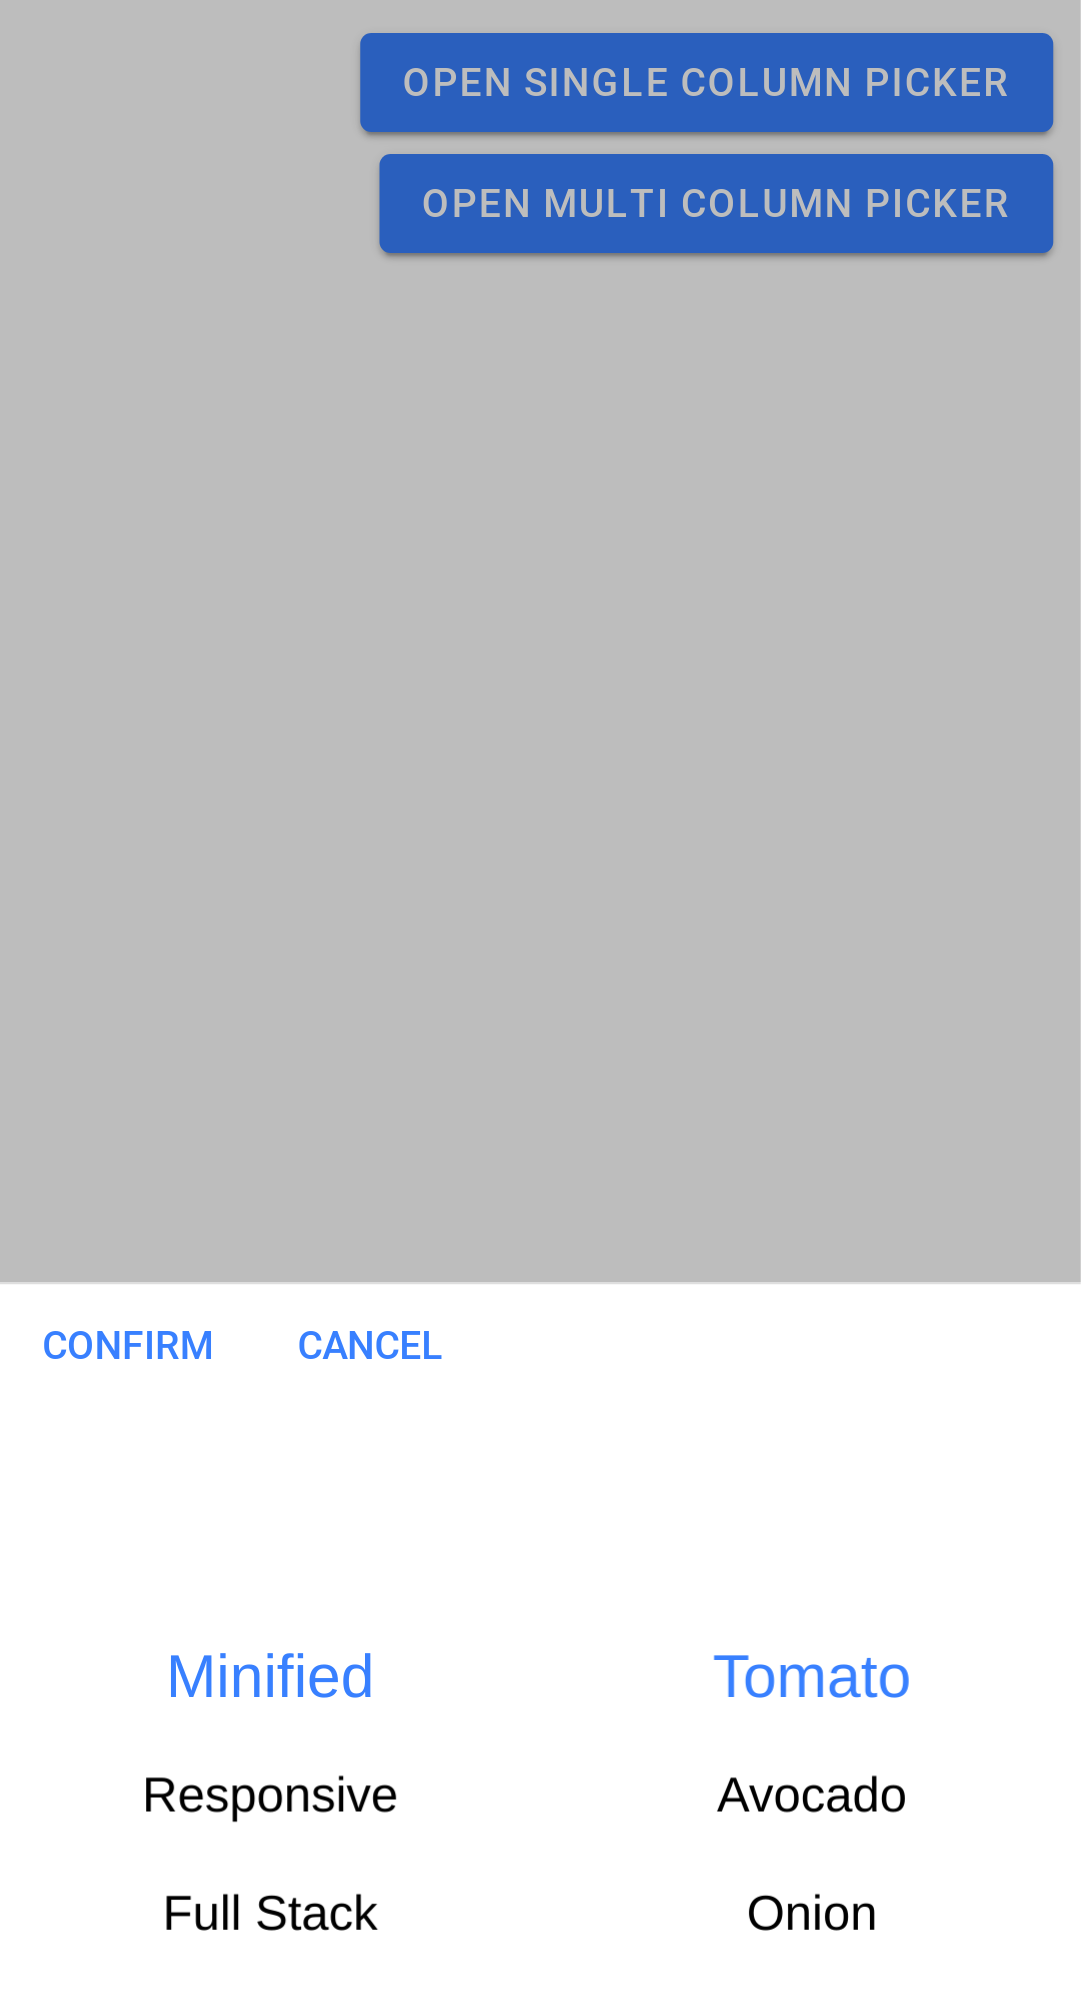 OPEN SINGLE COLUMN PICKER
OPEN MULTI COLUMN PICKER
CONFIRM CANCEL
Minified Tomato
Responsive Avocado
Full Stack Onion